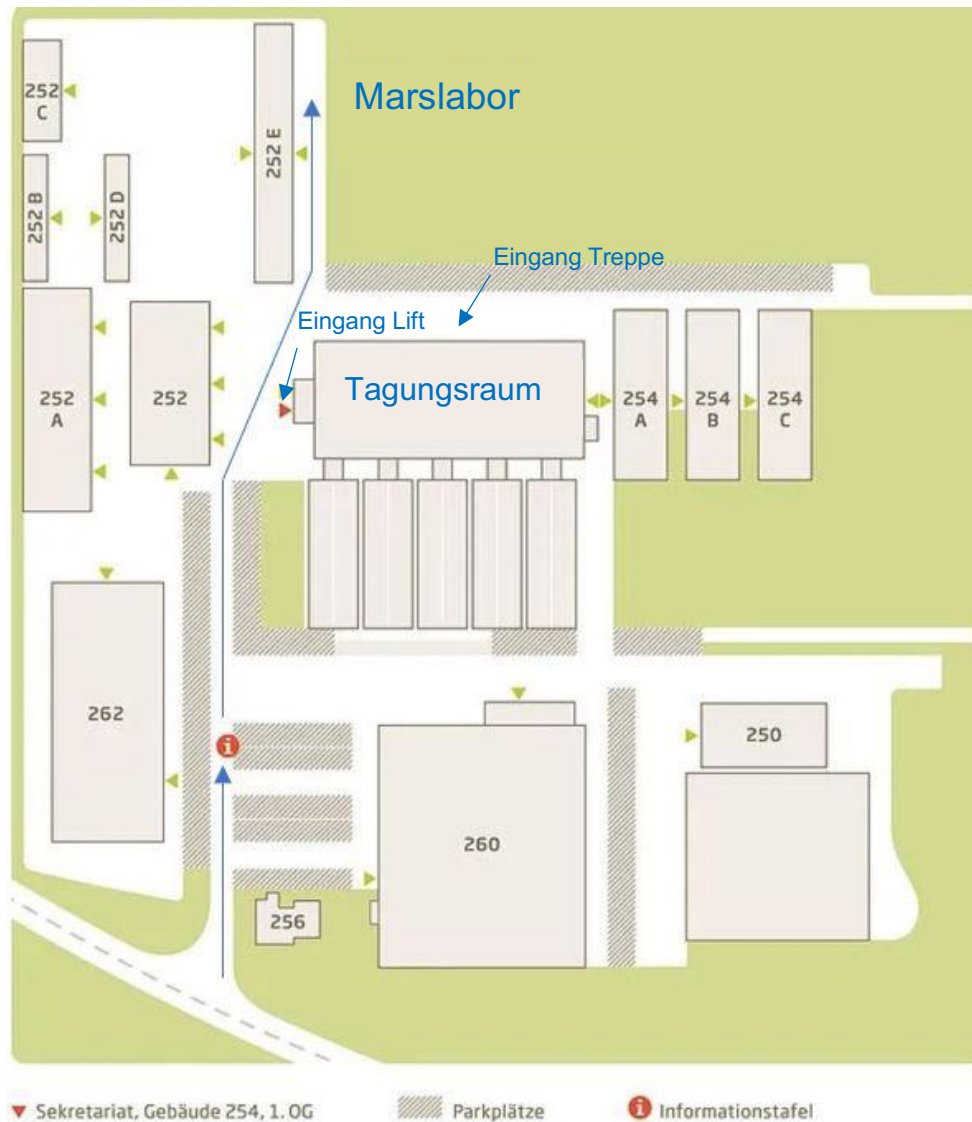 252
C
Marslabor
252 E
252 B
252 D
Eingang Treppe
Eingang Lift
252
A
252
Tagungsraum
254
A
254
B
254
C
262
i
250
260
256
Sekretariat, Gebäude 254, 1. OG
Parkplätze
i Informationstafel